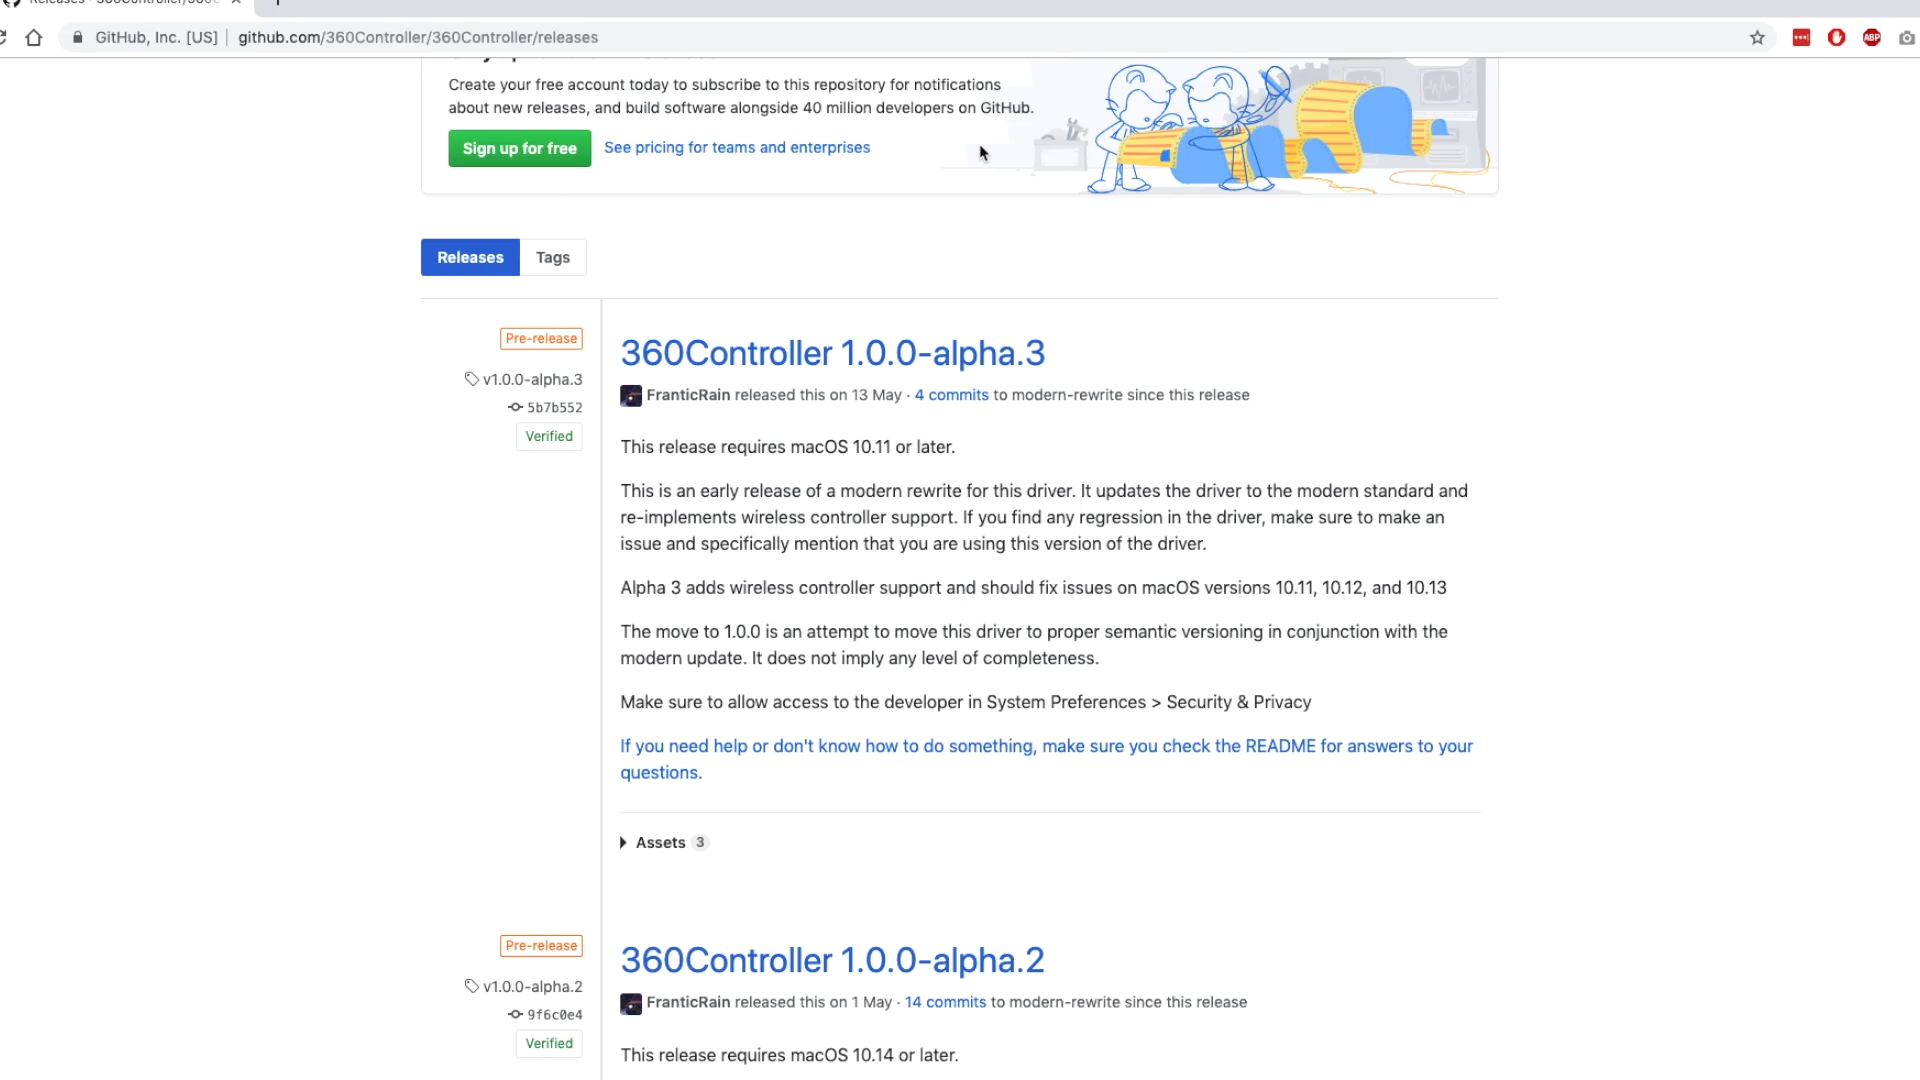 GitHub, Inc. [US] | github.com/360Controller/360Controller/releases
ABP
Create your free account today to subscribe to this repository for notifications
about new releases, and build software alongside 40 million developers on GitHub.
Sign up for free
See pricing for teams and enterprises
Releases
Tags
Pre-release
v1.0.0-alpha.3
5b7b552
Verified
360Controller 1.0.0-alpha.3
FranticRain released this on 13 May · 4 commits to modern-rewrite since this release
This release requires macOS 10.11 or later.
This is an early release of a modern rewrite for this driver. It updates the driver to the modern standard and
re-implements wireless controller support. If you find any regression in the driver, make sure to make an
issue and specifically mention that you are using this version of the driver.
Alpha 3 adds wireless controller support and should fix issues on macOS versions 10.11, 10.12, and 10.13
The move to 1.0.0 is an attempt to move this driver to proper semantic versioning in conjunction with the
modern update. It does not imply any level of completeness.
Make sure to allow access to the developer in System Preferences > Security & Privacy
If you need help or don't know how to do something, make sure you check the README for answers to your
questions.
Assets 3
Pre-release
v1.0.0-alpha.2
9f6c0e4
Verified
360Controller 1.0.0-alpha.2
FranticRain released this on 1 May · 14 commits to modern-rewrite since this release
This release requires macOS 10.14 or later.